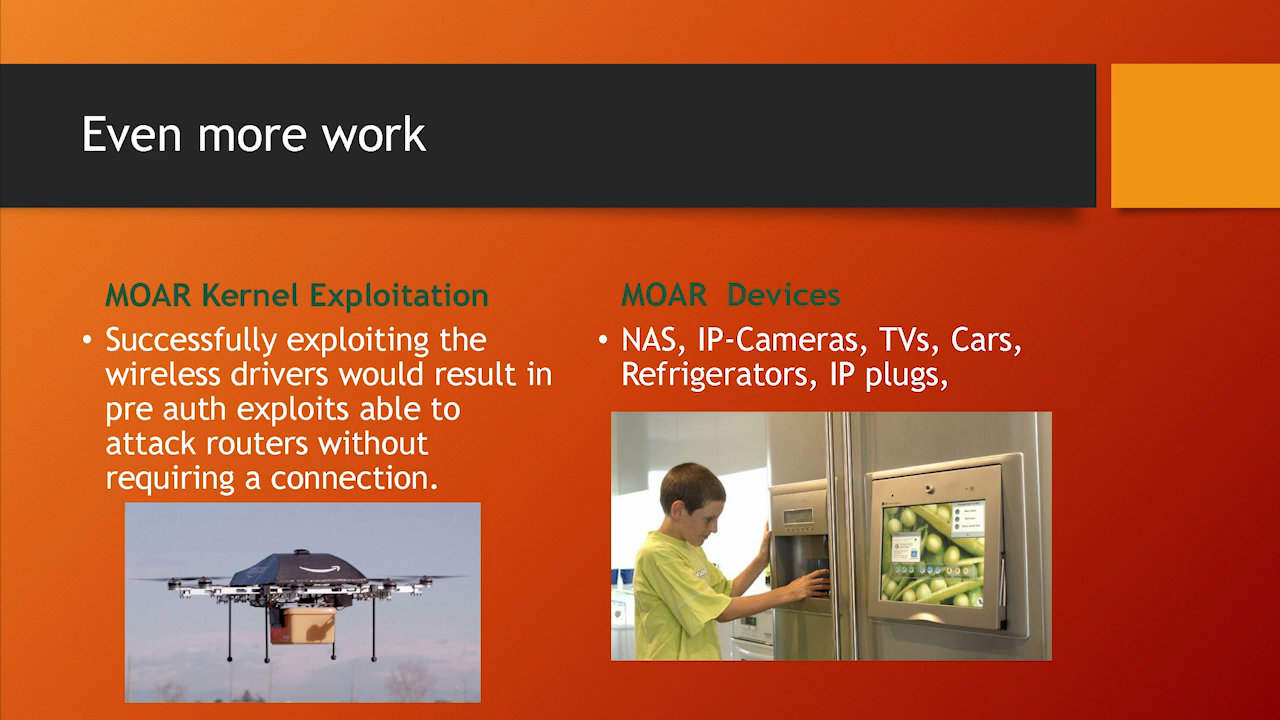 Even more work
MOAR Kernel Exploitation
• Successfully exploiting the
wireless drivers would result in
pre auth exploits able to
attack routers without
requiring a connection.
MOAR  Devices
• NAS, IP-Cameras, TVs, Cars,
Refrigerators, IP plugs,